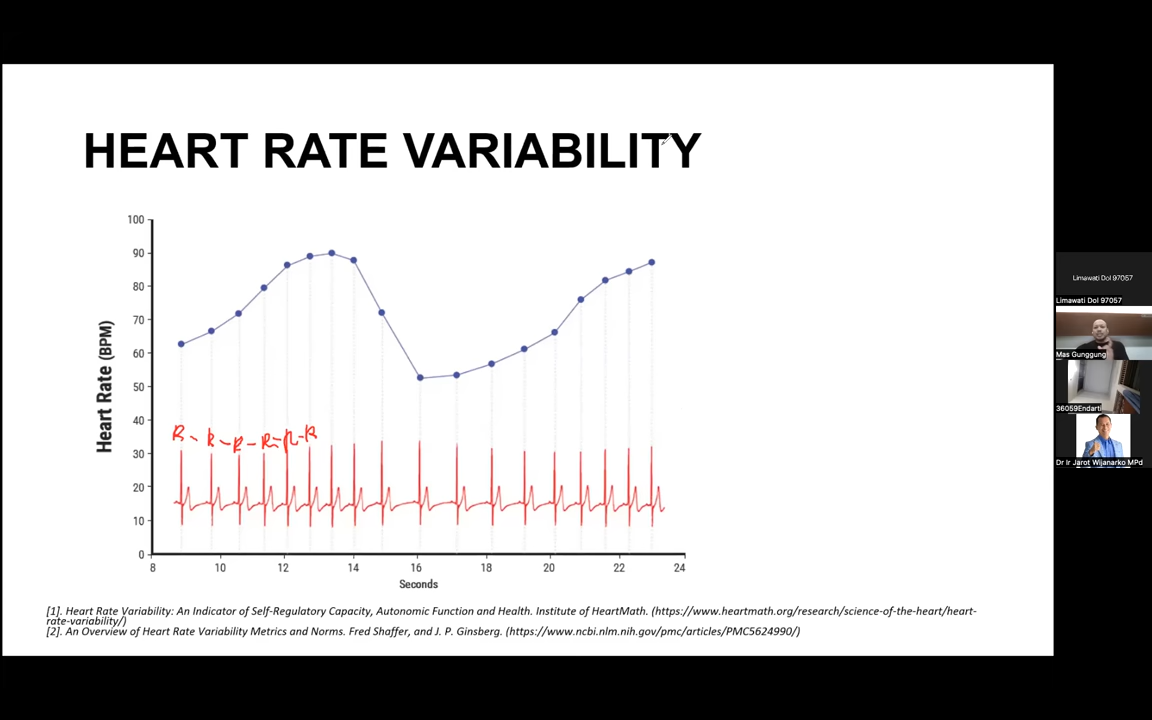 HEART RATE VARIABILITY
100
90
80
70
60
50
40
30
20
10
0
Heart Rate (BPM)
R - R - R - R - R - R
8 10 12 14 16 18 20 22 24
Seconds
[1]. Heart Rate Variability: An Indicator of Self-Regulatory Capacity, Autonomic Function and Health. Institute of HeartMath. (https://www.heartmath.org/research/science-of-the-heart/heart-
rate-variability/)
[2]. An Overview of Heart Rate Variability Metrics and Norms. Fred Shaffer, and J. P. Ginsberg. (https://www.ncbi.nlm.nih.gov/pmc/articles/PMC5624990/)
Limawati Dol 97057
Limawati Dol 97057
Mas Gunggung
36059Endarti
Dr Ir Jarot Wijanarko MPd